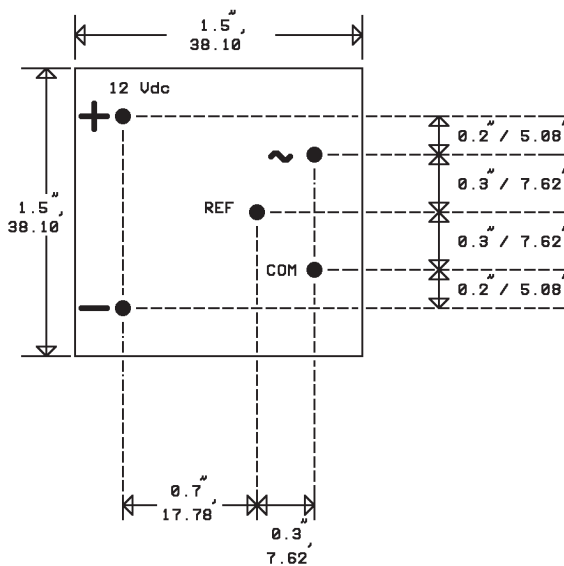 1.5″,
38.10
12 Vdc
+
0.2″ / 5.08′
~
0.3″ / 7.62′
1.5″,
38.10
REF
0.3″ / 7.62′
COM
0.2″ / 5.08′
−
0.7″,
17.78
0.3″,
7.62